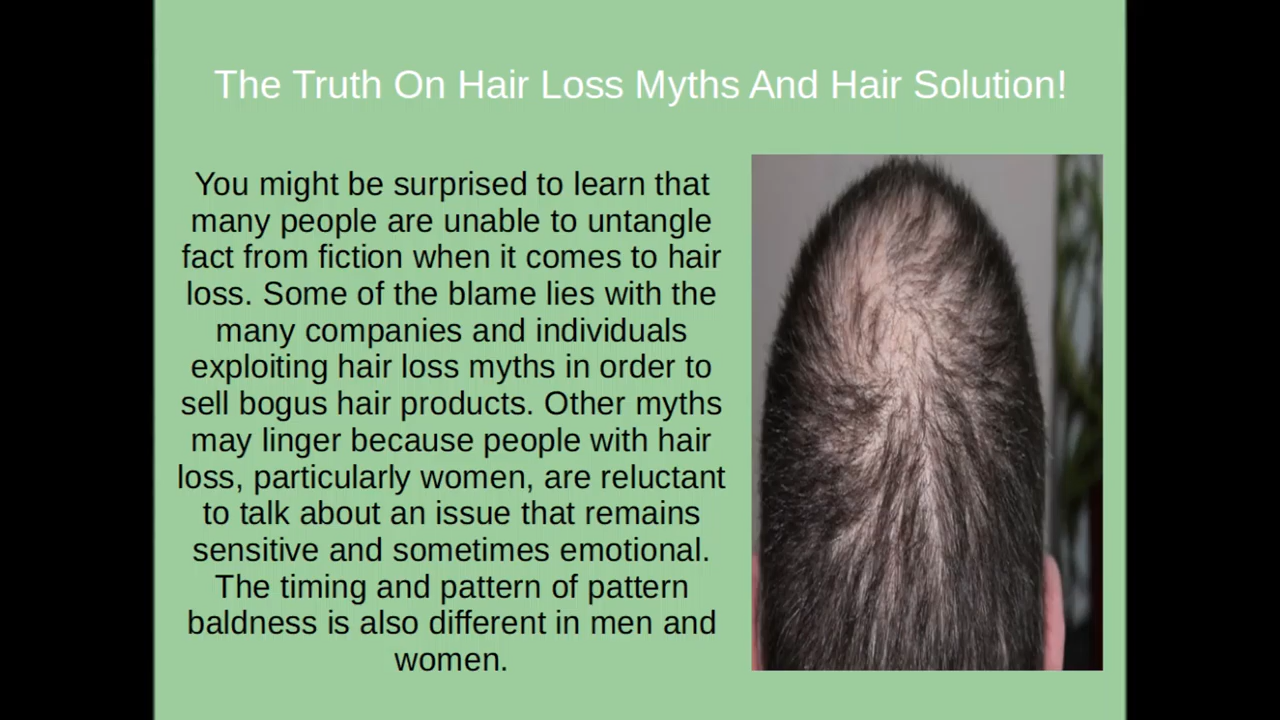 The Truth On Hair Loss Myths And Hair Solution!
You might be surprised to learn that
many people are unable to untangle
fact from fiction when it comes to hair
loss. Some of the blame lies with the
many companies and individuals
exploiting hair loss myths in order to
sell bogus hair products. Other myths
may linger because people with hair
loss, particularly women, are reluctant
to talk about an issue that remains
sensitive and sometimes emotional.
The timing and pattern of pattern
baldness is also different in men and
women.